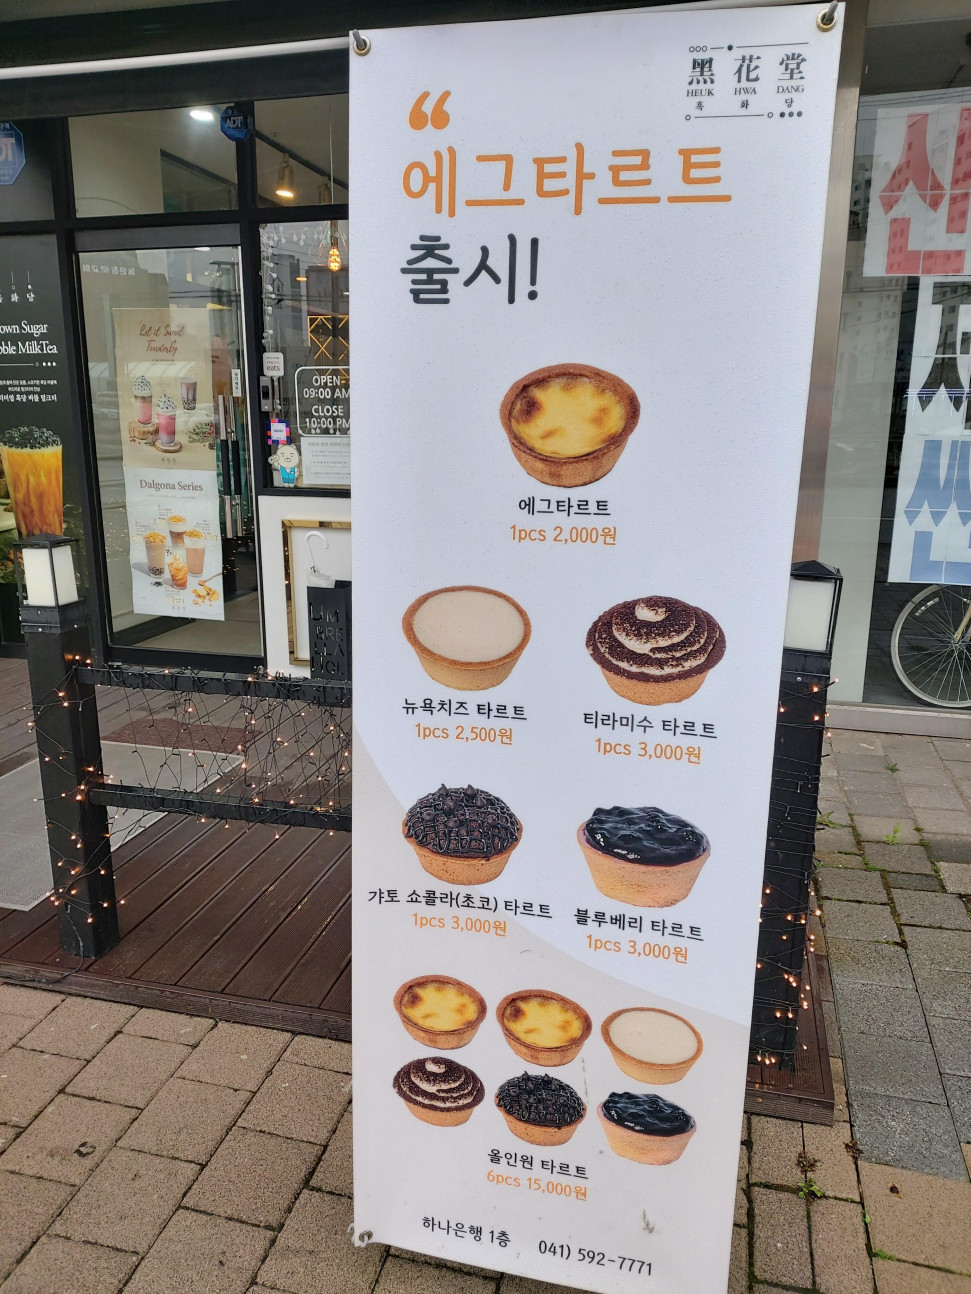 黑 花 堂
HEUK HWA DANG
흑 화 당
“
에그타르트
출시!
에그타르트
1pcs 2,000원
뉴욕치즈 타르트
1pcs 2,500원
티라미수 타르트
1pcs 3,000원
갸토 쇼콜라(초코) 타르트
1pcs 3,000원
블루베리 타르트
1pcs 3,000원
올인원 타르트
6pcs 15,000원
하나은행 1층
041) 592-7771
ADT
화 당
own Sugar
ble MilkTea
Let it Sweet
Tenderly
Dalgona Series
eats
OPEN-
09:00 AM
CLOSE
10:00 PM